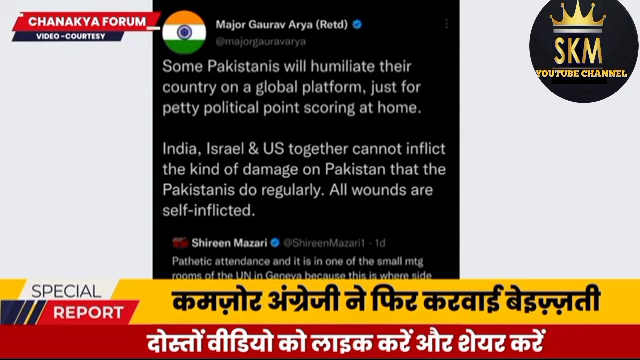 CHANAKYA FORUM
VIDEO -COURTESY
Major Gaurav Arya (Retd)
@majorgauravarya
SKM
YOUTUBE CHANNEL
Some Pakistanis will humiliate their
country on a global platform, just for
petty political point scoring at home.
India, Israel & US together cannot inflict
the kind of damage on Pakistan that the
Pakistanis do regularly. All wounds are
self-inflicted.
Shireen Mazari @ShireenMazari1 · 1d
Pathetic attendance and it is in one of the small mtg
rooms of the UN in Geneva because this is where side
SPECIAL
REPORT
कमज़ोर अंग्रेजी ने फिर करवाई बेइज़्ज़ती
दोस्तों वीडियो को लाइक करें और शेयर करें